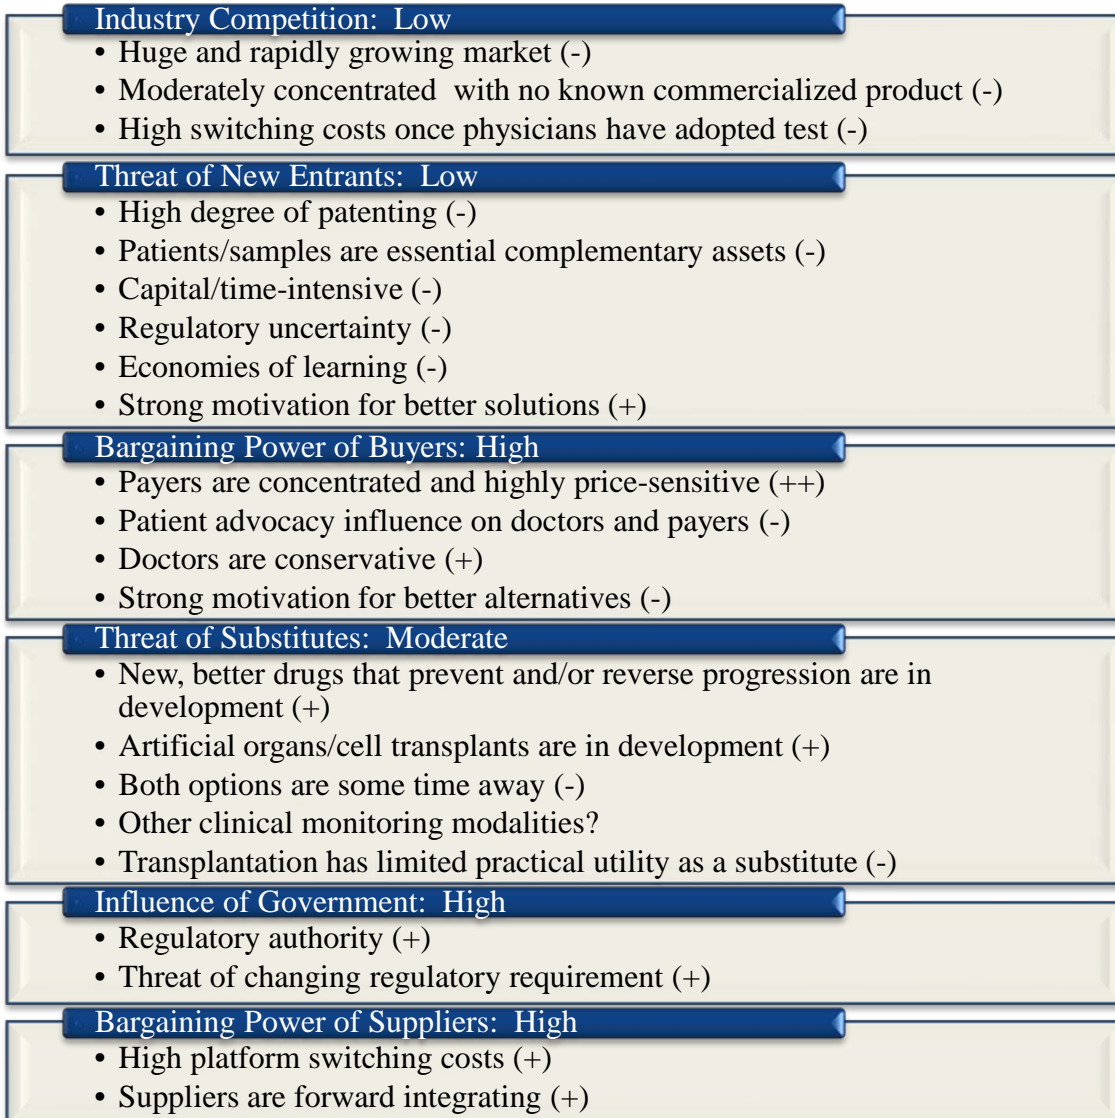 Industry Competition:  Low
• Huge and rapidly growing market (-)
• Moderately concentrated  with no known commercialized product (-)
• High switching costs once physicians have adopted test (-)
Threat of New Entrants:  Low
• High degree of patenting (-)
• Patients/samples are essential complementary assets (-)
• Capital/time-intensive (-)
• Regulatory uncertainty (-)
• Economies of learning (-)
• Strong motivation for better solutions (+)
Bargaining Power of Buyers: High
• Payers are concentrated and highly price-sensitive (++)
• Patient advocacy influence on doctors and payers (-)
• Doctors are conservative (+)
• Strong motivation for better alternatives (-)
Threat of Substitutes:  Moderate
• New, better drugs that prevent and/or reverse progression are in
development (+)
• Artificial organs/cell transplants are in development (+)
• Both options are some time away (-)
• Other clinical monitoring modalities?
• Transplantation has limited practical utility as a substitute (-)
Influence of Government:  High
• Regulatory authority (+)
• Threat of changing regulatory requirement (+)
Bargaining Power of Suppliers:  High
• High platform switching costs (+)
• Suppliers are forward integrating (+)